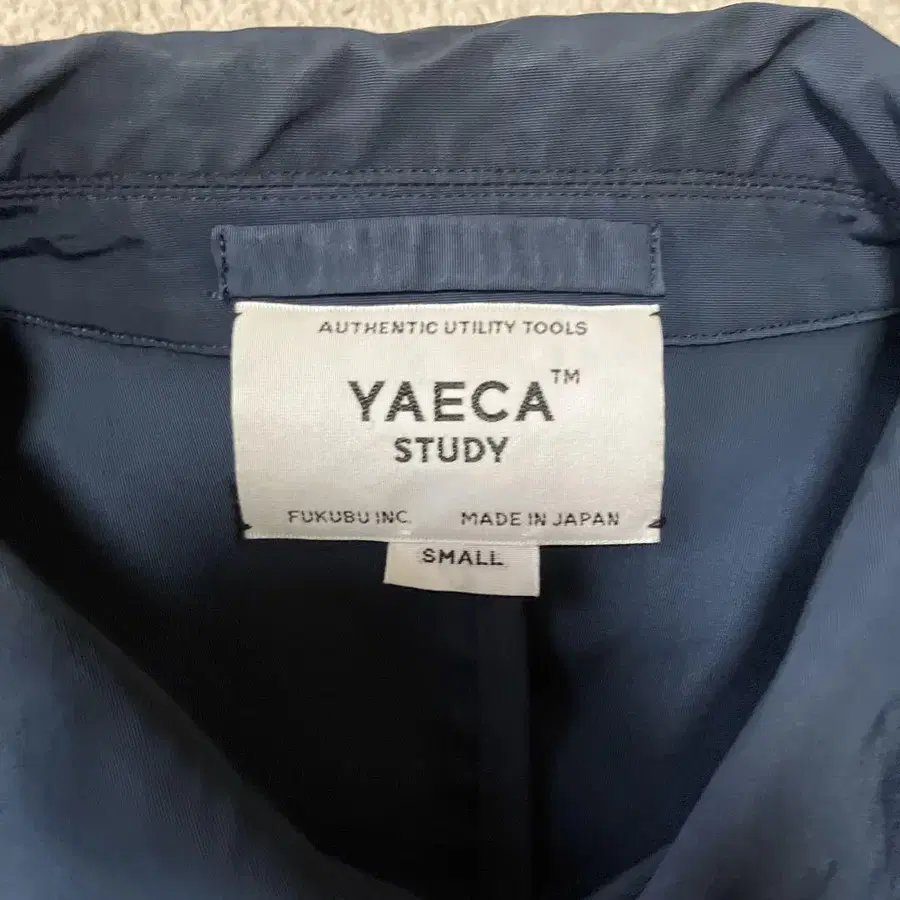 AUTHENTIC UTILITY TOOLS
YAECA™
STUDY
FUKUBU INC. MADE IN JAPAN
SMALL